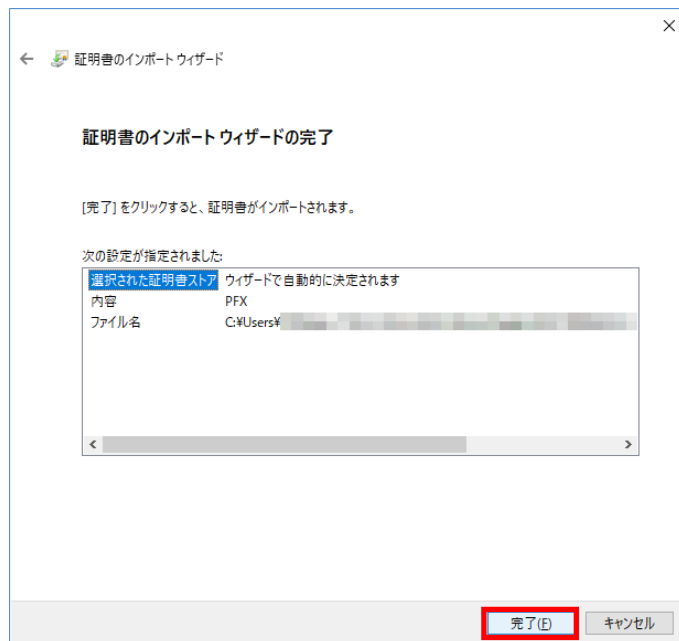 証明書のインポート ウィザード
証明書のインポート ウィザードの完了
[完了] をクリックすると、証明書がインポートされます。
次の設定が指定されました:
選択された証明書ストア ウィザードで自動的に決定されます
内容 PFX
ファイル名 C:¥Users¥
完了(F) キャンセル